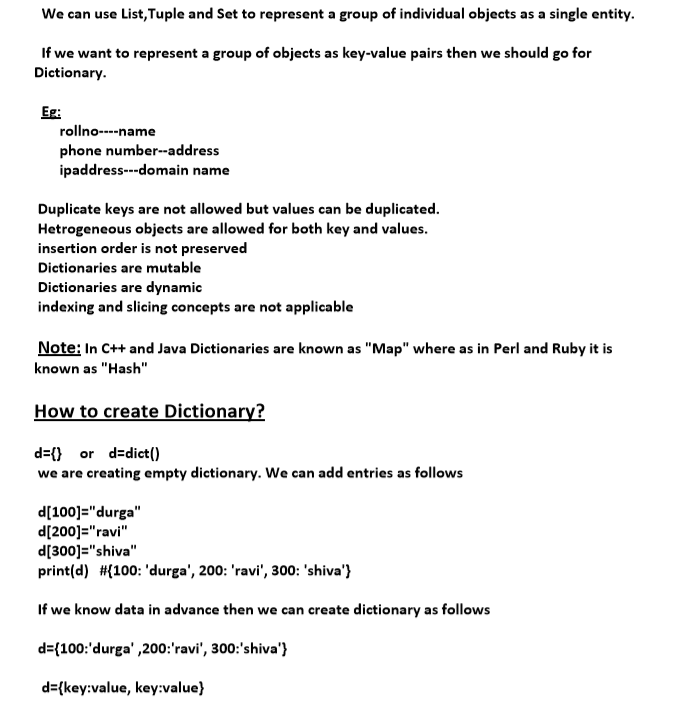 We can use List,Tuple and Set to represent a group of individual objects as a single entity.
If we want to represent a group of objects as key-value pairs then we should go for
Dictionary.
Eg:
rollno----name
phone number--address
ipaddress---domain name
Duplicate keys are not allowed but values can be duplicated.
Hetrogeneous objects are allowed for both key and values.
insertion order is not preserved
Dictionaries are mutable
Dictionaries are dynamic
indexing and slicing concepts are not applicable
Note: In C++ and Java Dictionaries are known as "Map" where as in Perl and Ruby it is
known as "Hash"
How to create Dictionary?
d={} or d=dict()
we are creating empty dictionary. We can add entries as follows
d[100]="durga"
d[200]="ravi"
d[300]="shiva"
print(d) #{100: 'durga', 200: 'ravi', 300: 'shiva'}
If we know data in advance then we can create dictionary as follows
d={100:'durga' ,200:'ravi', 300:'shiva'}
d={key:value, key:value}